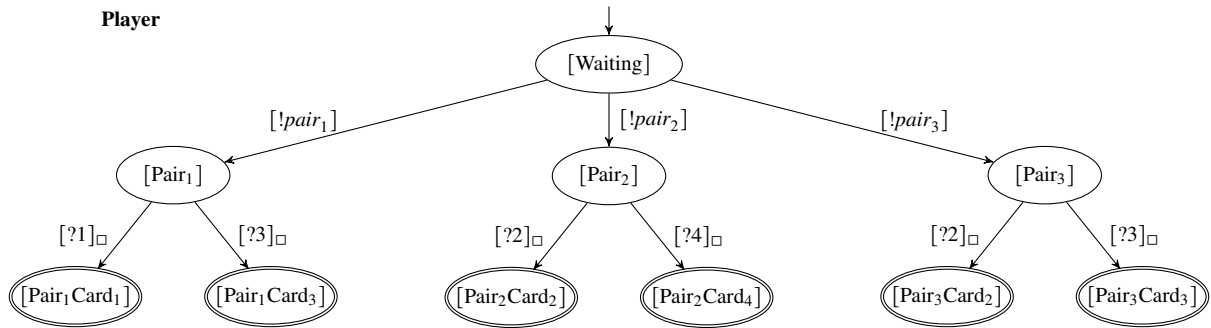 Player
[Waiting]
[!pair₁] [!pair₂] [!pair₃]
[Pair₁] [Pair₂] [Pair₃]
[?1]□ [?3]□ [?2]□ [?4]□ [?2]□ [?3]□
[Pair₁Card₁] [Pair₁Card₃] [Pair₂Card₂] [Pair₂Card₄] [Pair₃Card₂] [Pair₃Card₃]